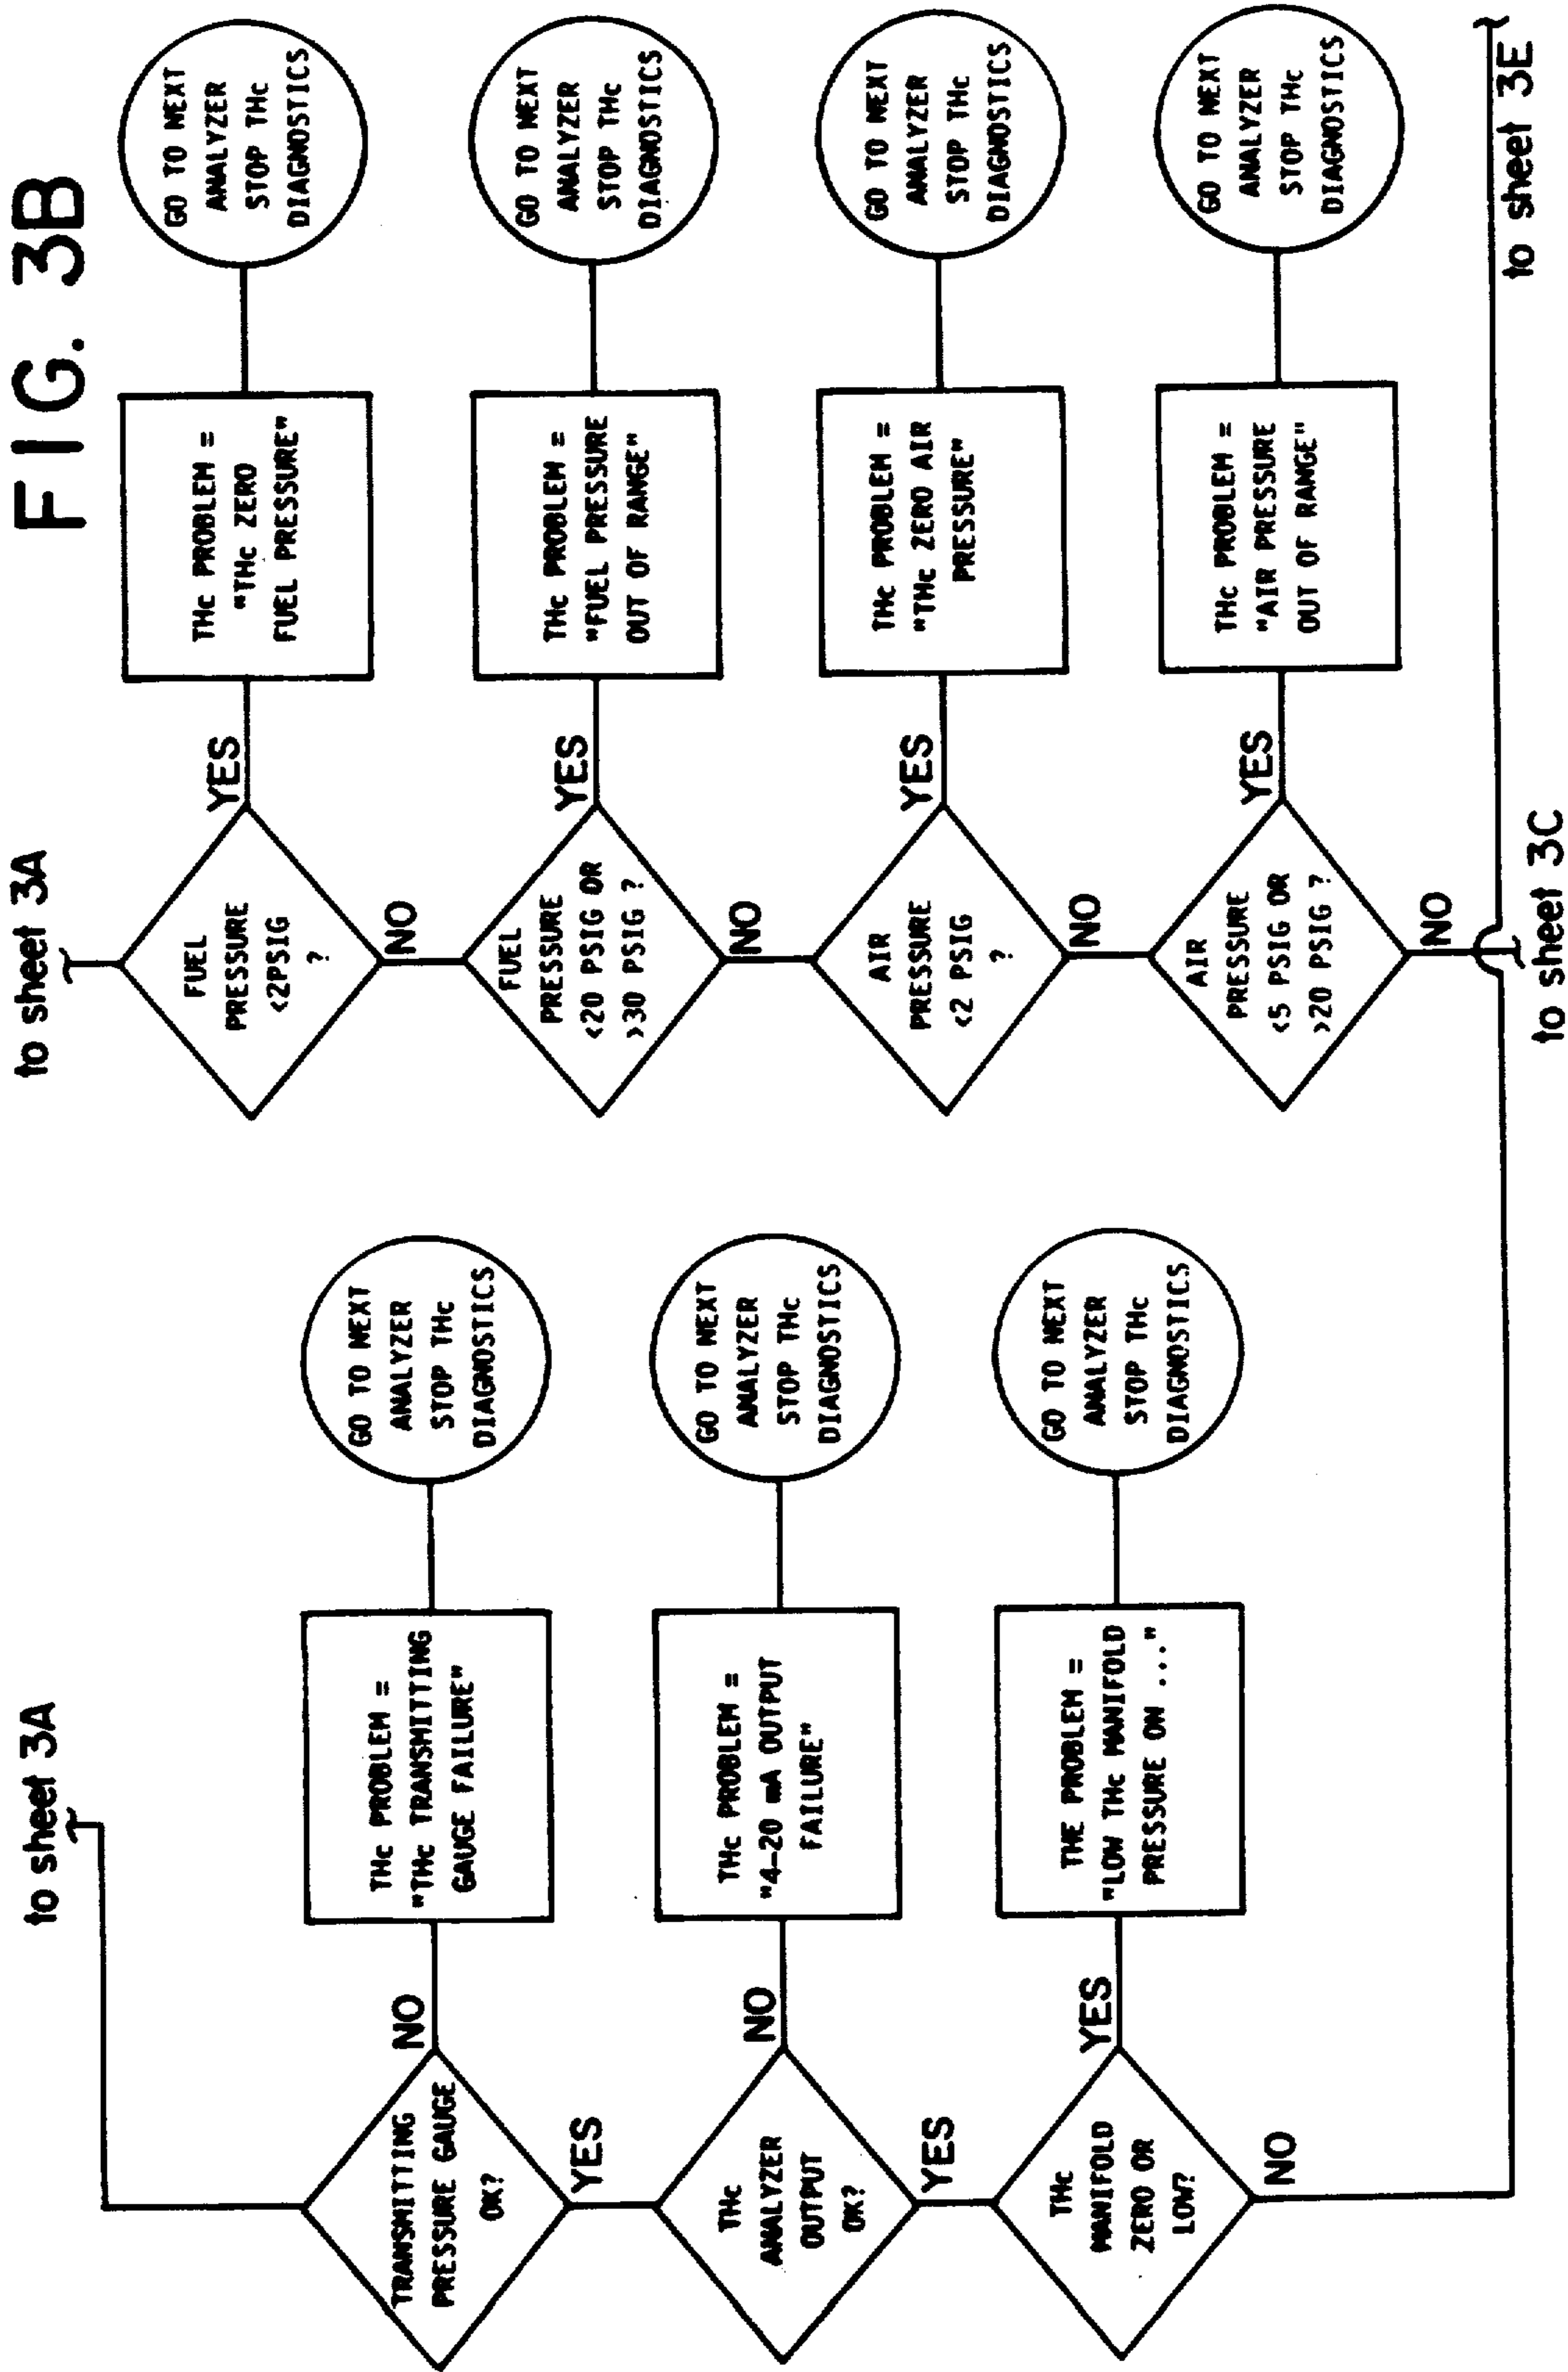 FIG. 3B
to sheet 3A
TRANSMITTING
PRESSURE GAUGE
OK?
NO
THc PROBLEM =
"THc TRANSMITTING
GAUGE FAILURE"
GO TO NEXT
ANALYZER
STOP THc
DIAGNOSTICS
YES
THc
ANALYZER
OUTPUT
OK?
NO
THc PROBLEM =
"4-20 mA OUTPUT
FAILURE"
GO TO NEXT
ANALYZER
STOP THc
DIAGNOSTICS
YES
THc
MANIFOLD
ZERO OR
LOW?
YES
THE PROBLEM =
"LOW THc MANIFOLD
PRESSURE ON ..."
GO TO NEXT
ANALYZER
STOP THc
DIAGNOSTICS
NO
to sheet 3A
FUEL
PRESSURE
<2PSIG
?
YES
THc PROBLEM =
"THc ZERO
FUEL PRESSURE"
GO TO NEXT
ANALYZER
STOP THc
DIAGNOSTICS
NO
FUEL
PRESSURE
<20 PSIG OR
>30 PSIG ?
YES
THc PROBLEM =
"FUEL PRESSURE
OUT OF RANGE"
GO TO NEXT
ANALYZER
STOP THc
DIAGNOSTICS
NO
AIR
PRESSURE
<2 PSIG
?
YES
THc PROBLEM =
"THc ZERO AIR
PRESSURE"
GO TO NEXT
ANALYZER
STOP THc
DIAGNOSTICS
NO
AIR
PRESSURE
<5 PSIG OR
>20 PSIG ?
YES
THc PROBLEM =
"AIR PRESSURE
OUT OF RANGE"
GO TO NEXT
ANALYZER
STOP THc
DIAGNOSTICS
NO
to sheet 3C
to sheet 3E